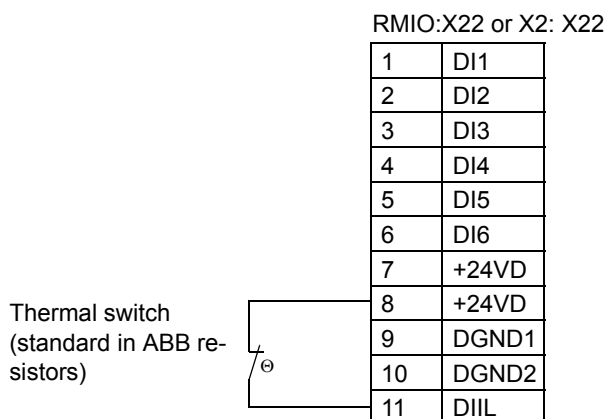 RMIO:X22 or X2: X22
1 DI1
2 DI2
3 DI3
4 DI4
5 DI5
6 DI6
7 +24VD
8 +24VD
9 DGND1
10 DGND2
11 DIIL
Thermal switch
(standard in ABB re-
sistors)
Θ